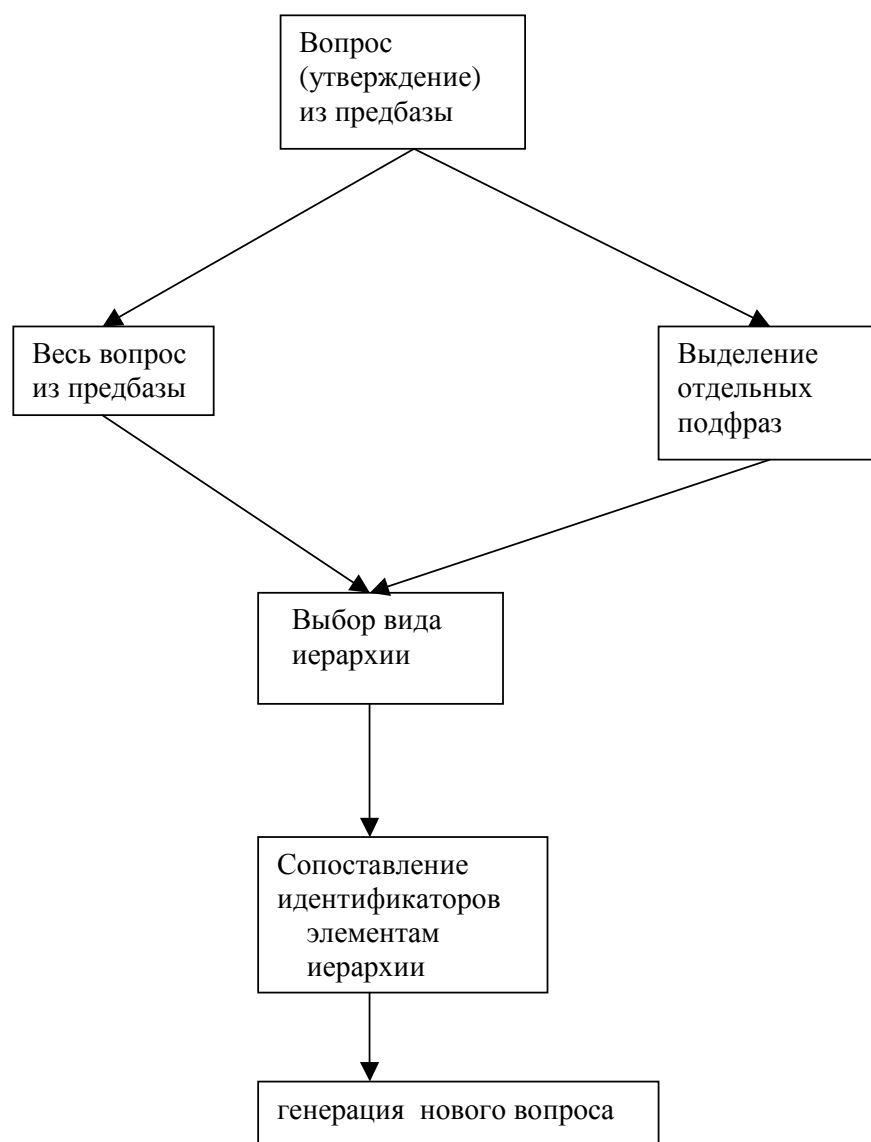 Вопрос
(утверждение)
из предбазы
Весь вопрос
из предбазы
Выделение
отдельных
подфраз
Выбор вида
иерархии
Сопоставление
идентификаторов
элементам
иерархии
генерация нового вопроса